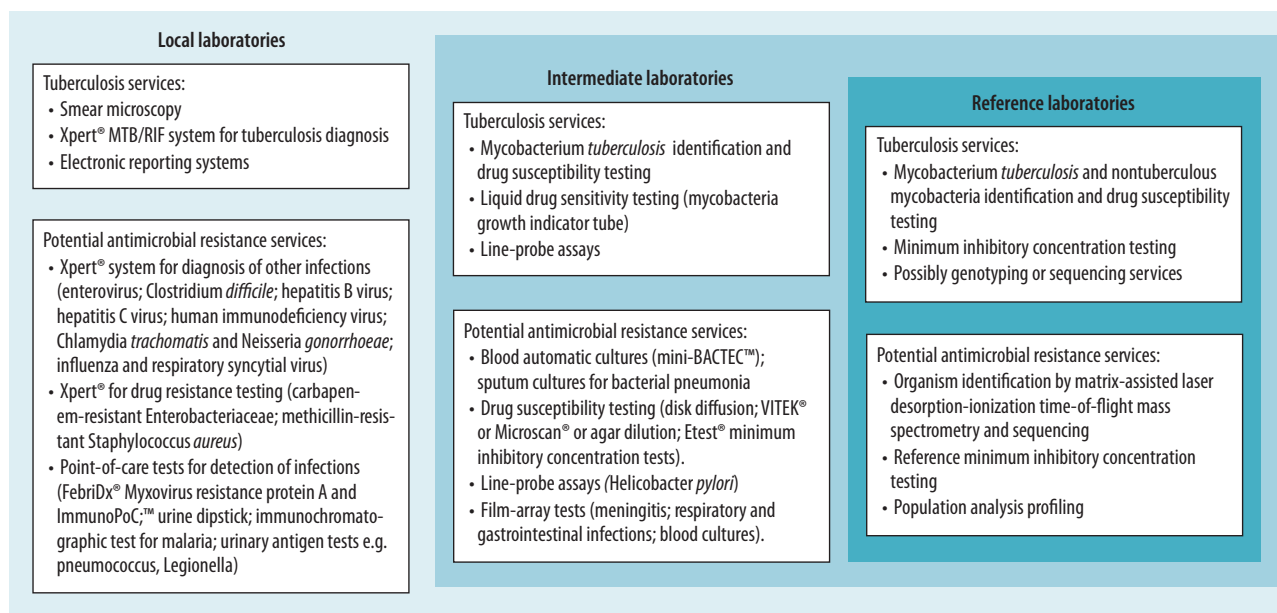 Local laboratories
Tuberculosis services:
• Smear microscopy
• Xpert® MTB/RIF system for tuberculosis diagnosis
• Electronic reporting systems
Potential antimicrobial resistance services:
• Xpert® system for diagnosis of other infections
(enterovirus; Clostridium difficile; hepatitis B virus;
hepatitis C virus; human immunodeficiency virus;
Chlamydia trachomatis and Neisseria gonorrhoeae;
influenza and respiratory syncytial virus)
• Xpert® for drug resistance testing (carbapen-
em-resistant Enterobacteriaceae; methicillin-resis-
tant Staphylococcus aureus)
• Point-of-care tests for detection of infections
(FebriDx® Myxovirus resistance protein A and
ImmunoPoC;™ urine dipstick; immunochromato-
graphic test for malaria; urinary antigen tests e.g.
pneumococcus, Legionella)
Intermediate laboratories
Tuberculosis services:
• Mycobacterium tuberculosis identification and
drug susceptibility testing
• Liquid drug sensitivity testing (mycobacteria
growth indicator tube)
• Line-probe assays
Potential antimicrobial resistance services:
• Blood automatic cultures (mini-BACTEC™);
sputum cultures for bacterial pneumonia
• Drug susceptibility testing (disk diffusion; VITEK®
or Microscan® or agar dilution; Etest® minimum
inhibitory concentration tests).
• Line-probe assays (Helicobacter pylori)
• Film-array tests (meningitis; respiratory and
gastrointestinal infections; blood cultures).
Reference laboratories
Tuberculosis services:
• Mycobacterium tuberculosis and nontuberculous
mycobacteria identification and drug susceptibility
testing
• Minimum inhibitory concentration testing
• Possibly genotyping or sequencing services
Potential antimicrobial resistance services:
• Organism identification by matrix-assisted laser
desorption-ionization time-of-flight mass
spectrometry and sequencing
• Reference minimum inhibitory concentration
testing
• Population analysis profiling